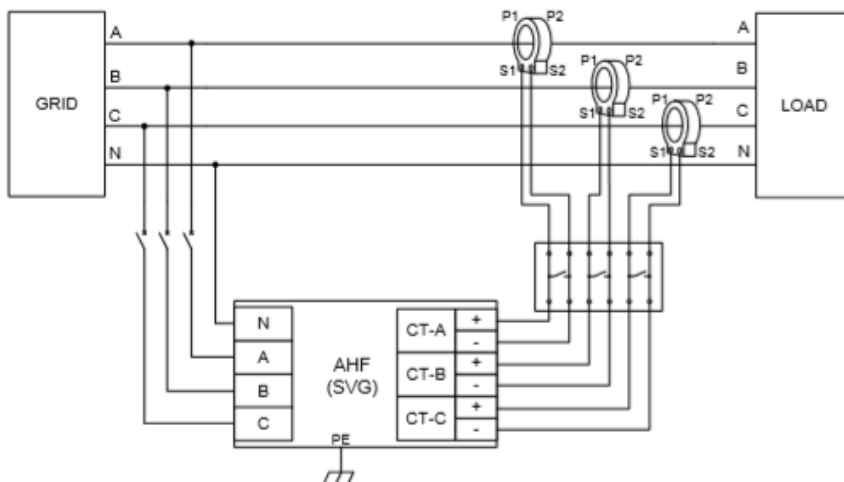 P1 P2
A A
S1 S2
P1 P2
B B
GRID
S1 S2
P1 P2
C C
LOAD
S1 S2
N N
N
CT-A
+
-
A
AHF
(SVG)
CT-B
+
-
B
CT-C
+
-
C
PE